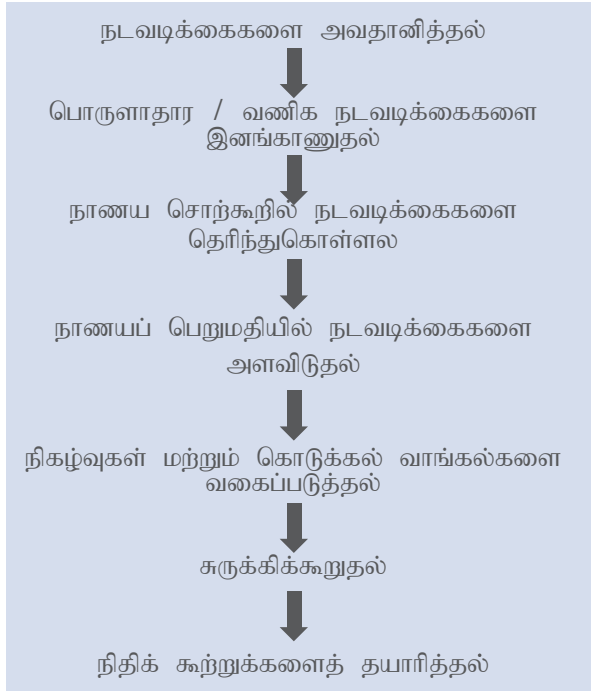 நடவடிக்கைகளை அவதானித்தல்
பொருளாதார / வணிக நடவடிக்கைகளை
இனங்காணுதல்
நாணய சொற்கூறில் நடவடிக்கைகளை
தெரிந்துகொள்ளல
நாணயப் பெறுமதியில் நடவடிக்கைகளை
அளவிடுதல்
நிகழ்வுகள் மற்றும் கொடுக்கல் வாங்கல்களை
வகைப்படுத்தல்
சுருக்கிக்கூறுதல்
நிதிக் கூற்றுக்களைத் தயாரித்தல்